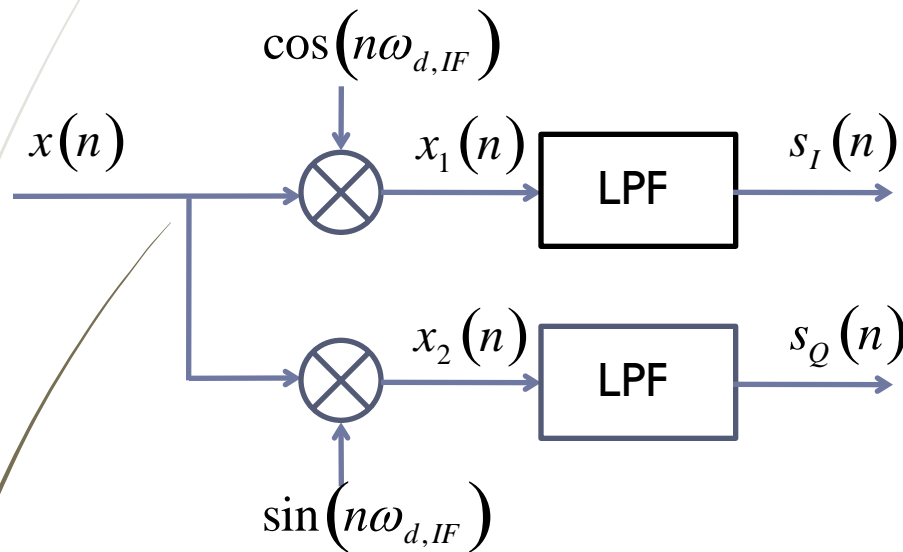 cos(nω_{d,IF})
x(n)
x_1(n)
LPF
s_I(n)
x_2(n)
LPF
s_Q(n)
sin(nω_{d,IF})